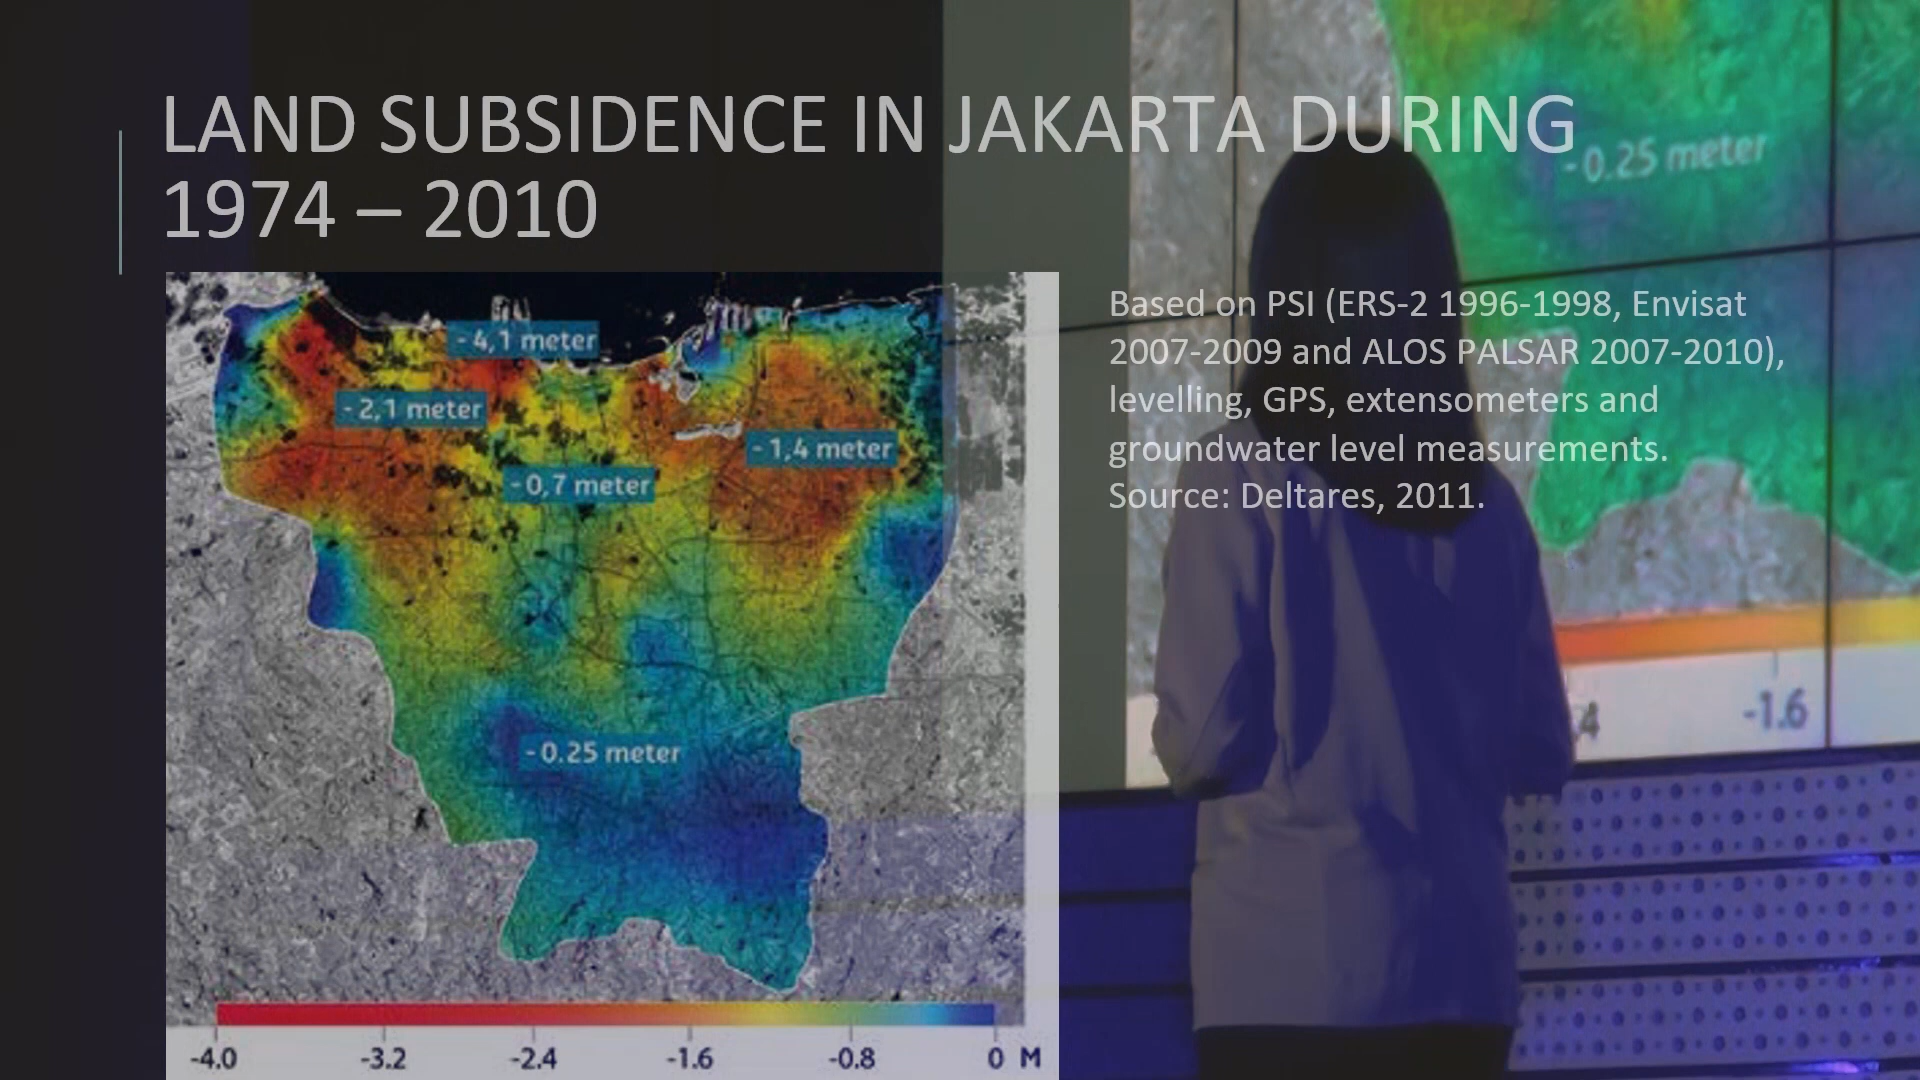 LAND SUBSIDENCE IN JAKARTA DURING
1974 – 2010
- 0.25 meter
Based on PSI (ERS-2 1996-1998, Envisat
2007-2009 and ALOS PALSAR 2007-2010),
levelling, GPS, extensometers and
groundwater level measurements.
Source: Deltares, 2011.
- 4,1 meter
- 2,1 meter
- 1,4 meter
- 0,7 meter
- 0.25 meter
-4.0 -3.2 -2.4 -1.6 -0.8 0 M
-1.6